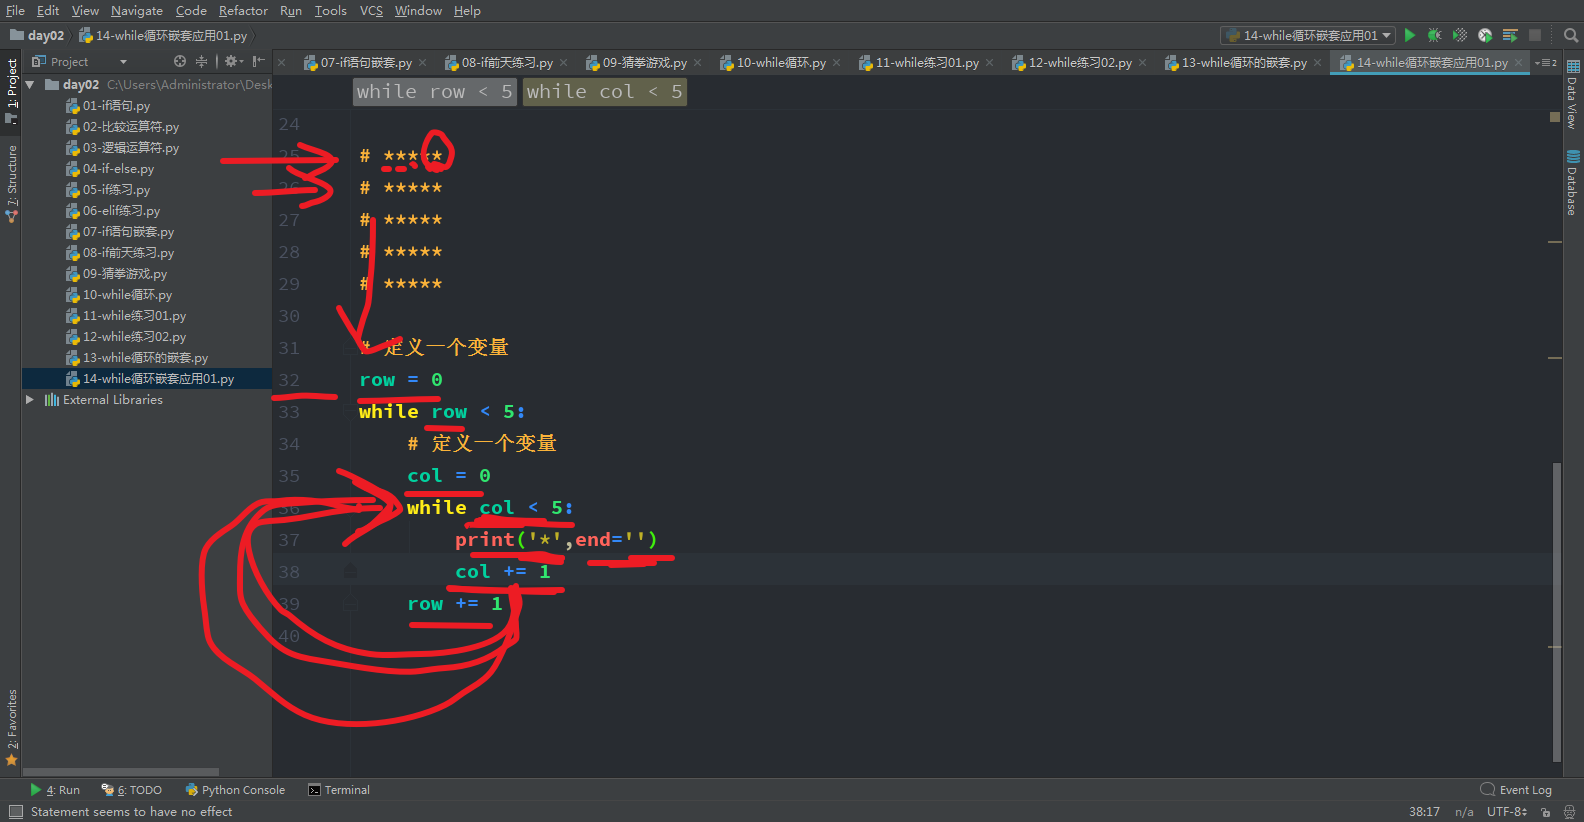 File Edit View Navigate Code Refactor Run Tools VCS Window Help
day02 14-while循环嵌套应用01.py 14-while循环嵌套应用01
Project 07-if语句嵌套.py 08-if前天练习.py 09-猜拳游戏.py 10-while循环.py 11-while练习01.py 12-while练习02.py 13-while循环的嵌套.py 14-while循环嵌套应用01.py 2
1: Project
7: Structure
2: Favorites
day02 C:\Users\Administrator\Desk
01-if语句.py
02-比较运算符.py
03-逻辑运算符.py
04-if-else.py
05-if练习.py
06-elif练习.py
07-if语句嵌套.py
08-if前天练习.py
09-猜拳游戏.py
10-while循环.py
11-while练习01.py
12-while练习02.py
13-while循环的嵌套.py
14-while循环嵌套应用01.py
External Libraries
while row < 5 while col < 5
24
25 # *****
26 # *****
27 # *****
28 # *****
29 # *****
30
31 # 定义一个变量
32 row = 0
33 while row < 5:
34 # 定义一个变量
35 col = 0
36 while col < 5:
37 print('*',end='')
38 col += 1
39 row += 1
40
Data View
Database
4: Run 6: TODO Python Console Terminal Event Log
Statement seems to have no effect 38:17 n/a UTF-8